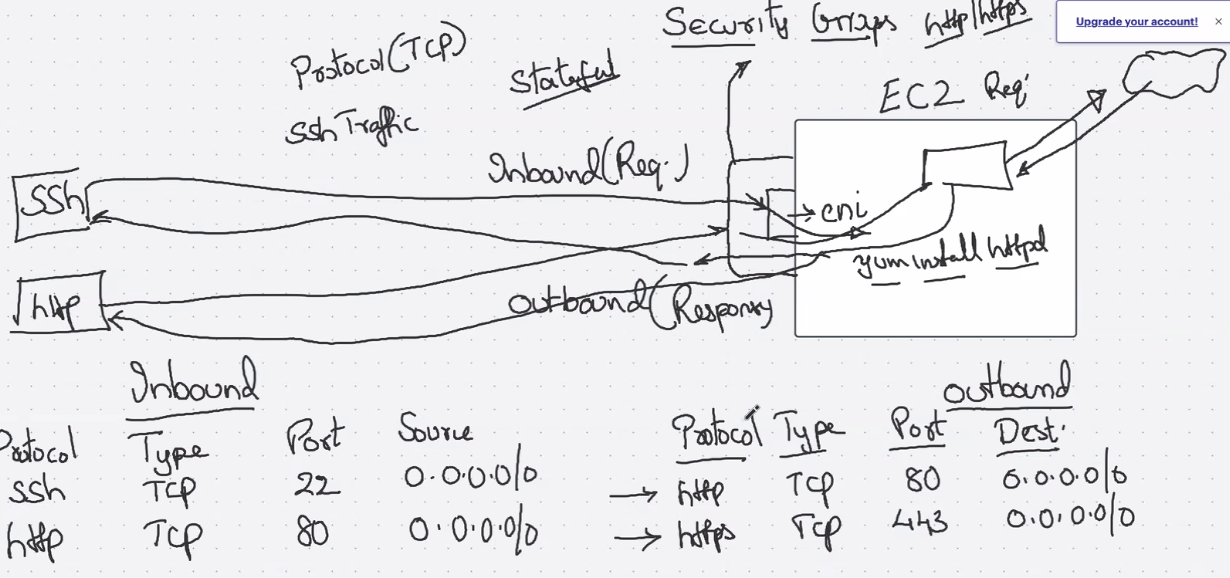 Security Groups http/https
Upgrade your account! ×
Protocol(TCP)
Stateful
SSh Traffic
EC2 Req
Inbound(Req.)
SSh
eni
yum install httpd
http
Outbound(Response)
Inbound
Outbound
Protocol Type Port Source
ssh TCP 22 0.0.0.0/0
http TCP 80 0.0.0.0/0
Protocol Type Port Dest.
→ http TCP 80 0.0.0.0/0
→ https TCP 443 0.0.0.0/0